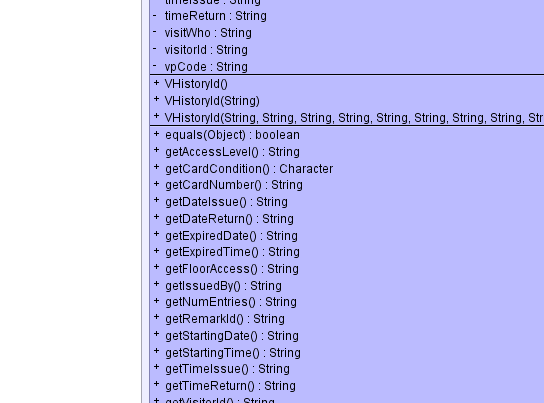 timeIssue : String
- timeReturn : String
- visitWho : String
- visitorId : String
- vpCode : String
+ VHistoryId()
+ VHistoryId(String)
+ VHistoryId(String, String, String, String, String, String, String, String, Str
+ equals(Object) : boolean
+ getAccessLevel() : String
+ getCardCondition() : Character
+ getCardNumber() : String
+ getDateIssue() : String
+ getDateReturn() : String
+ getExpiredDate() : String
+ getExpiredTime() : String
+ getFloorAccess() : String
+ getIssuedBy() : String
+ getNumEntries() : String
+ getRemarkId() : String
+ getStartingDate() : String
+ getStartingTime() : String
+ getTimeIssue() : String
+ getTimeReturn() : String
+ getVisitorId() : String